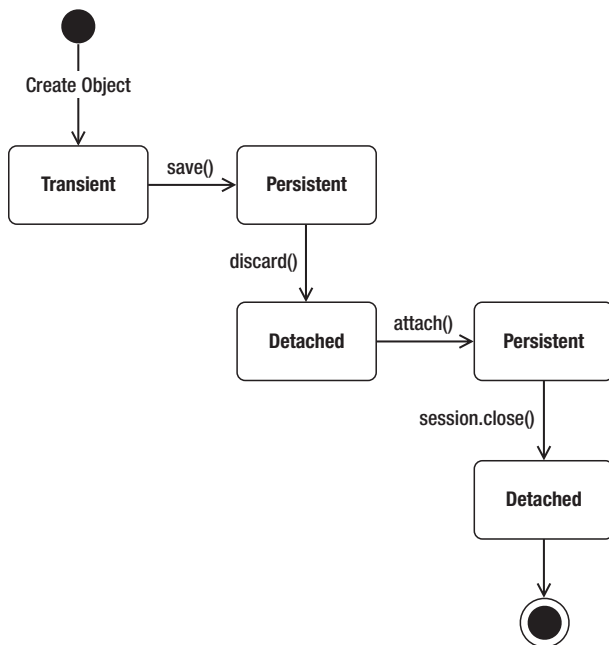 Create Object
Transient
save()
Persistent
discard()
Detached
attach()
Persistent
session.close()
Detached